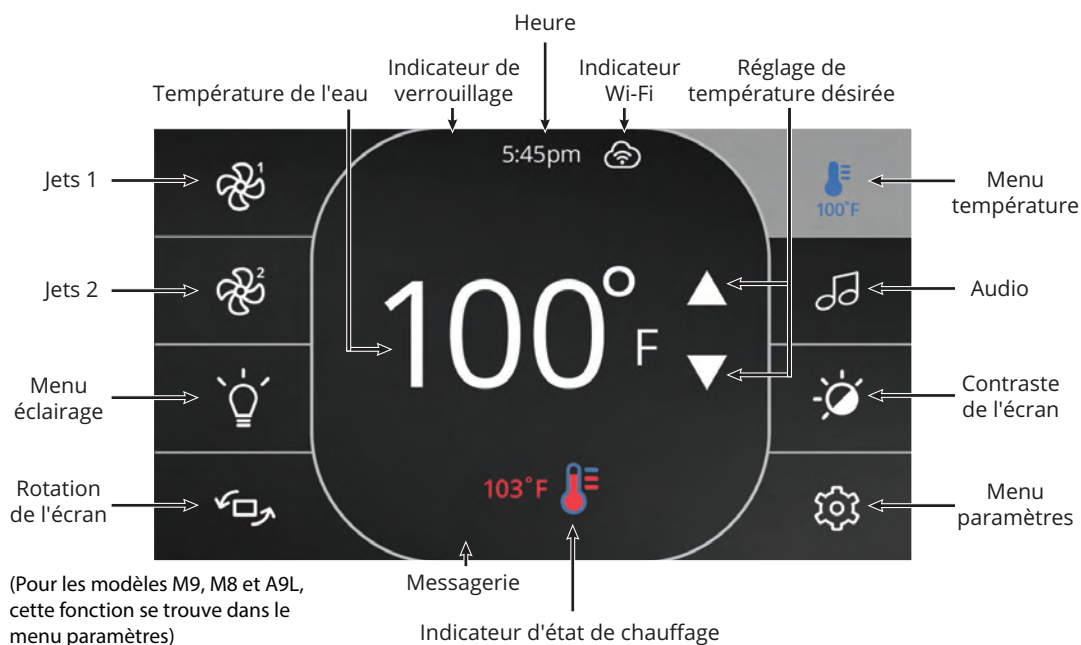 Heure
Indicateur de
verrouillage
Indicateur
Wi-Fi
Réglage de
température désirée
Température de l'eau
5:45pm
Jets 1
1
100°F
Menu
température
Jets 2
2
100°F
Audio
Menu
éclairage
Contraste
de l'écran
Rotation
de l'écran
103°F
Menu
paramètres
(Pour les modèles M9, M8 et A9L,
cette fonction se trouve dans le
menu paramètres)
Messagerie
Indicateur d'état de chauffage